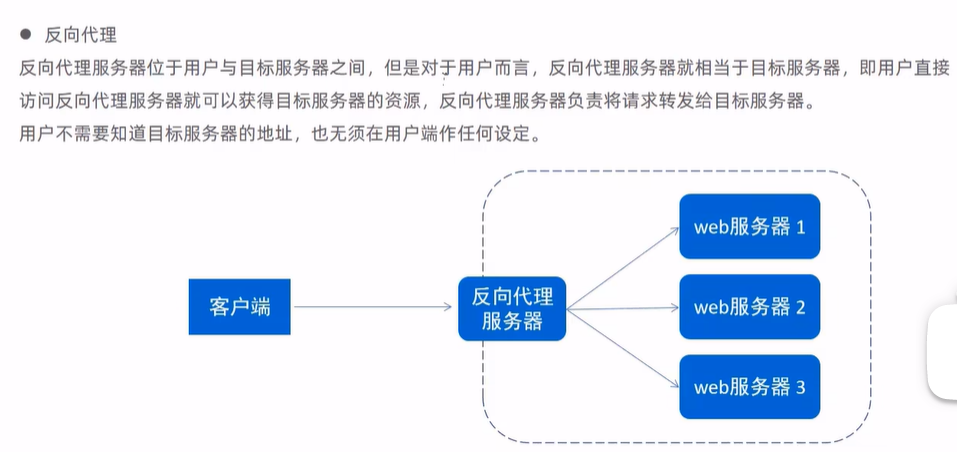 ● 反向代理
反向代理服务器位于用户与目标服务器之间，但是对于用户而言，反向代理服务器就相当于目标服务器，即用户直接
访问反向代理服务器就可以获得目标服务器的资源，反向代理服务器负责将请求转发给目标服务器。
用户不需要知道目标服务器的地址，也无须在用户端作任何设定。
客户端
反向代理
服务器
web服务器 1
web服务器 2
web服务器 3